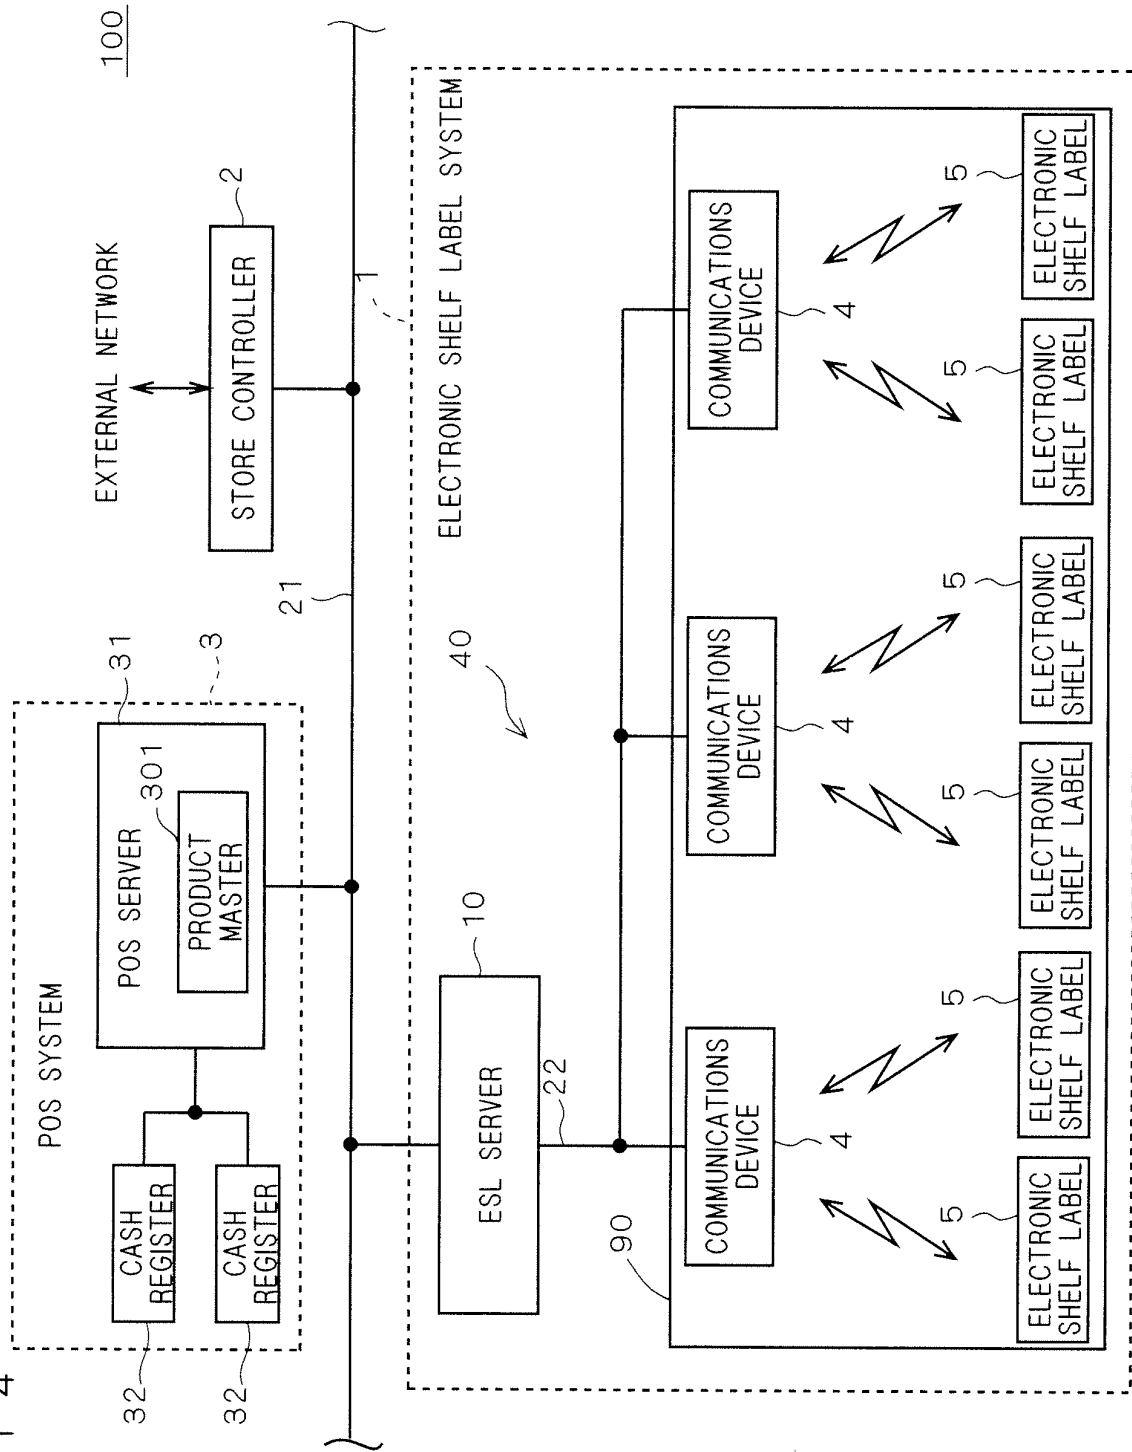 100
EXTERNAL NETWORK
2
STORE CONTROLLER
21
POS SYSTEM
3
31
POS SERVER
301
PRODUCT
MASTER
CASH
REGISTER
32
CASH
REGISTER
32
1
ELECTRONIC SHELF LABEL SYSTEM
40
10
ESL SERVER
22
90
COMMUNICATIONS
DEVICE
4
COMMUNICATIONS
DEVICE
4
COMMUNICATIONS
DEVICE
4
5
ELECTRONIC
SHELF LABEL
5
ELECTRONIC
SHELF LABEL
5
ELECTRONIC
SHELF LABEL
5
ELECTRONIC
SHELF LABEL
5
ELECTRONIC
SHELF LABEL
5
ELECTRONIC
SHELF LABEL
4